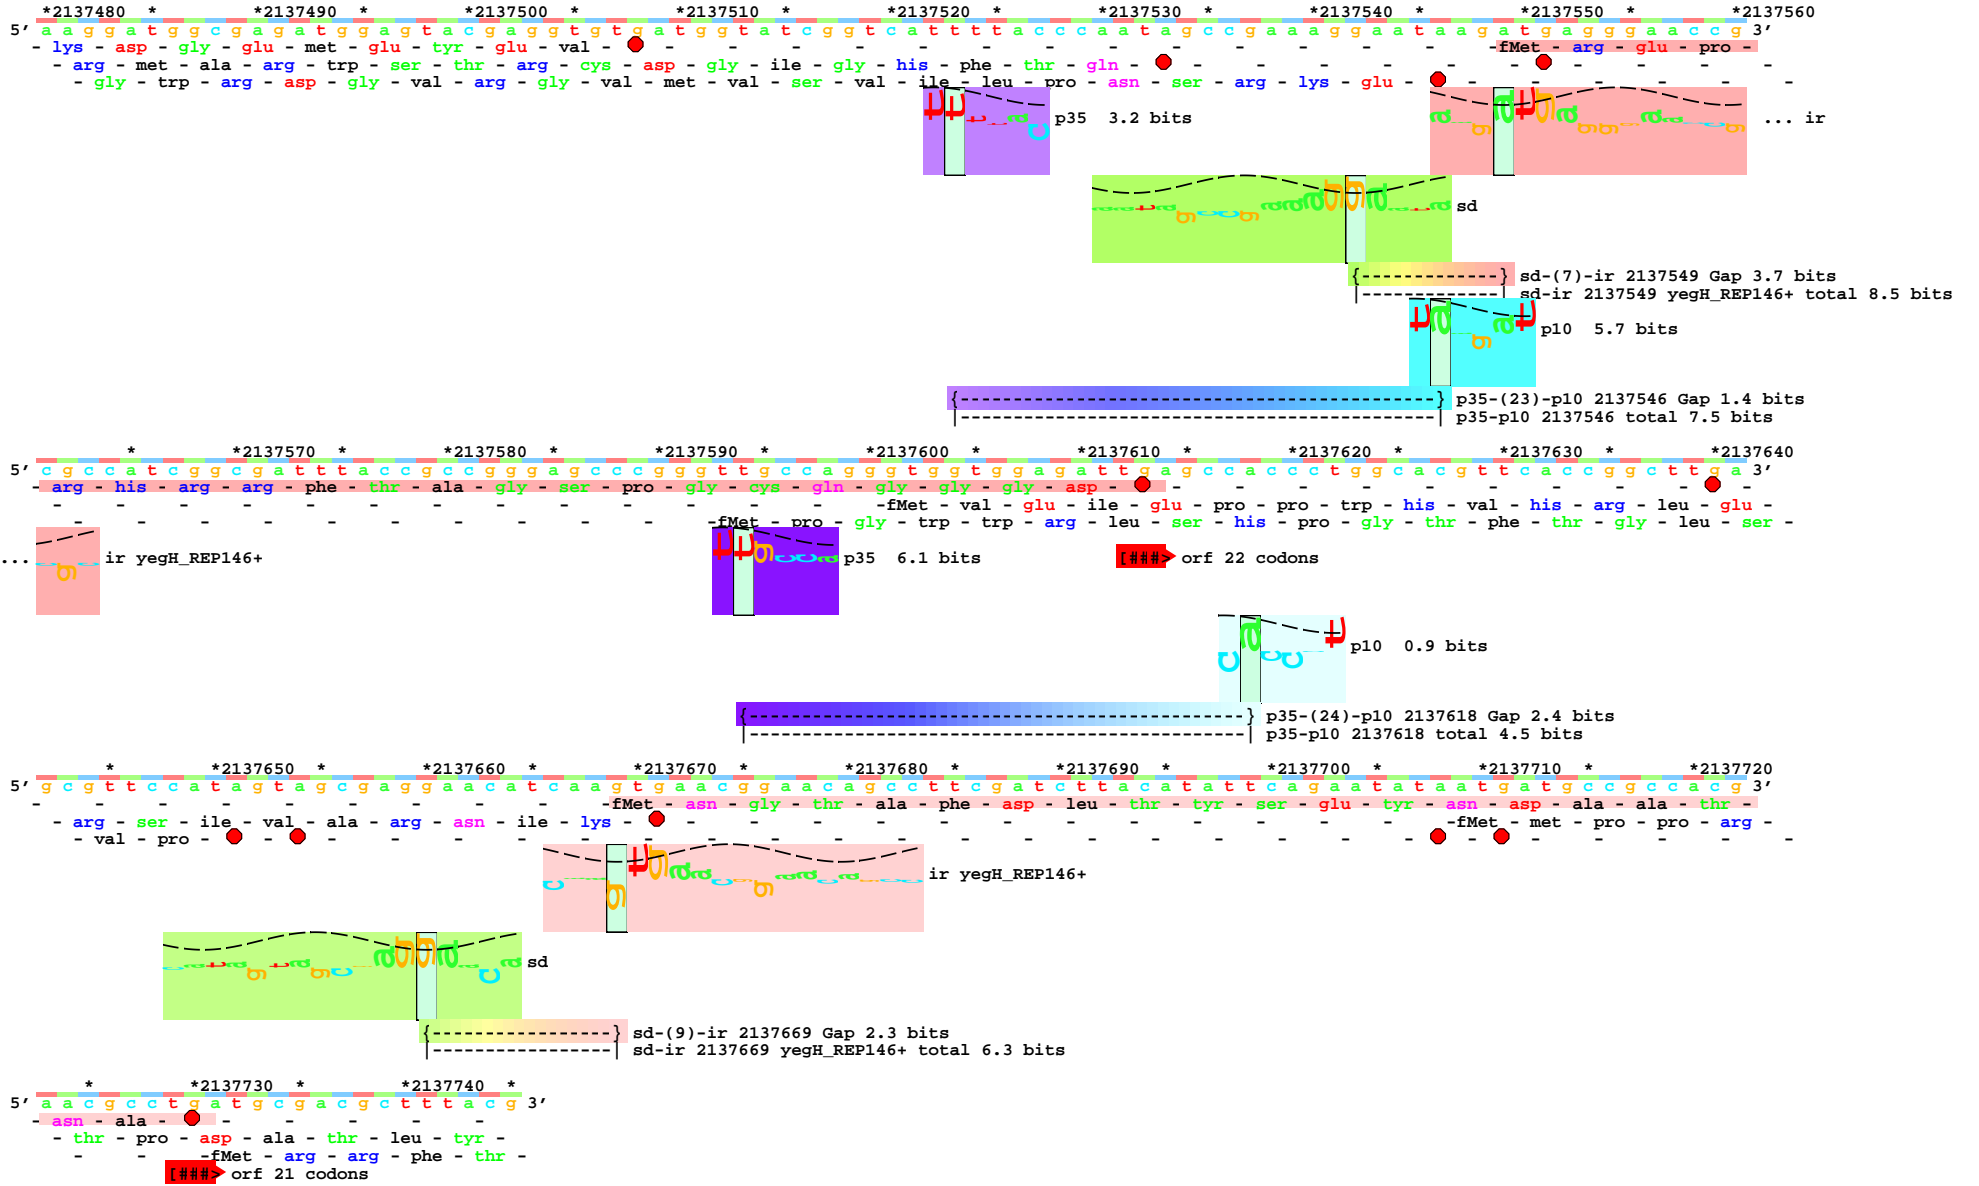 *2137480 * *2137490 * *2137500 * *2137510 * *2137520 * *2137530 * *2137540 * *2137550 * *2137560
5' a a g g a t g g c g a g a t g g a g t a c g a g g t g t g a t g g t a t c g g t c a t t t t a c c c a a t a g c c g a a a g g a a t a a g a t g a g g g a a c c g 3'
- lys - asp - gly - glu - met - glu - tyr - glu - val - - - - - - - - - - - - - - -fMet - arg - glu - pro -
- arg - met - ala - arg - trp - ser - thr - arg - cys - asp - gly - ile - gly - his - phe - thr - gln - - - - - - - - - -
- gly - trp - arg - asp - gly - val - arg - gly - val - met - val - ser - val - ile - leu - pro - asn - ser - arg - lys - glu - - - - - -
p35 3.2 bits
... ir
sd
{-------------------} sd-(7)-ir 2137549 Gap 3.7 bits
|-------------------| sd-ir 2137549 yegH_REP146+ total 8.5 bits
p10 5.7 bits
{-------------------} p35-(23)-p10 2137546 Gap 1.4 bits
|-------------------| p35-p10 2137546 total 7.5 bits
* *2137570 * *2137580 * *2137590 * *2137600 * *2137610 * *2137620 * *2137630 * *2137640
5' c g c c a t c g g c g a t t t a c c g c c g g g a g c c c g g g t t g c c a g g g t g g t g g a g a t t g a g c c a c c c t g g c a c g t t c a c c g g c t t g a 3'
- arg - his - arg - arg - phe - thr - ala - gly - ser - pro - gly - cys - gln - gly - gly - gly - asp - - - - - - - - - -
- - - - - - - - - - - - - -fMet - val - glu - ile - glu - pro - pro - trp - his - val - his - arg - leu - glu -
- - - - - - - - - - -fMet - pro - gly - trp - trp - arg - leu - ser - his - pro - gly - thr - phe - thr - gly - leu - ser -
... ir yegH_REP146+
p35 6.1 bits
[###> orf 22 codons
p10 0.9 bits
{-------------------} p35-(24)-p10 2137618 Gap 2.4 bits
|-------------------| p35-p10 2137618 total 4.5 bits
* *2137650 * *2137660 * *2137670 * *2137680 * *2137690 * *2137700 * *2137710 * *2137720
5' g c g t t c c a t a g t a g c g a g g a a c a t c a a g t g a a c g g a a c a g c c t t c g a t c t t a c a t a t t c a g a a t a t a a t g a t g c c g c c a c g 3'
- - - - - - - - - -fMet - asn - gly - thr - ala - phe - asp - leu - thr - tyr - ser - glu - tyr - asn - asp - ala - ala - thr -
- arg - ser - ile - val - ala - arg - asn - ile - lys - - - - - - - - - - - - - -fMet - met - pro - pro - arg -
- val - pro - - - - - - - - - - - - - - - - - - - - - - - - -
ir yegH_REP146+
sd
{-------------------} sd-(9)-ir 2137669 Gap 2.3 bits
|-------------------| sd-ir 2137669 yegH_REP146+ total 6.3 bits
* *2137730 * *2137740 *
5' a a c g c c t g a t g c g a c g c t t t a c g 3'
- asn - ala - - - - - -
- thr - pro - asp - ala - thr - leu - tyr -
- - -fMet - arg - arg - phe - thr -
[###> orf 21 codons